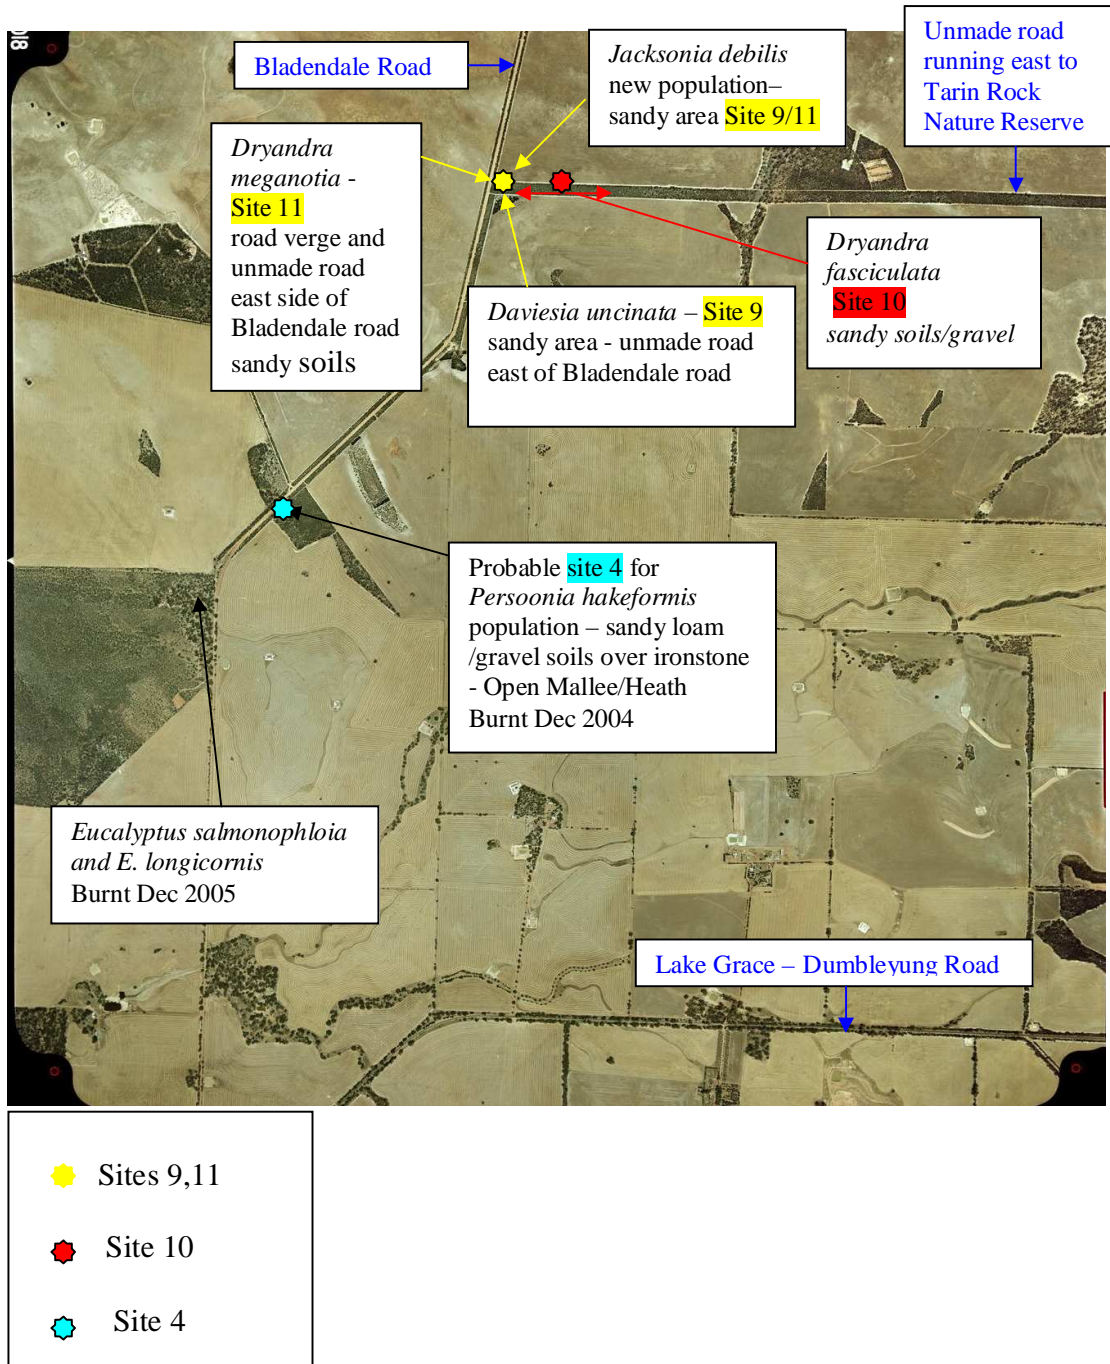 018
Bladendale Road
Jacksonia debilis
new population–
sandy area Site 9/11
Unmade road
running east to
Tarin Rock
Nature Reserve
Dryandra
meganotia -
Site 11
road verge and
unmade road
east side of
Bladendale road
sandy soils
Daviesia uncinata – Site 9
sandy area - unmade road
east of Bladendale road
Dryandra
fasciculata
Site 10
sandy soils/gravel
Probable site 4 for
Persoonia hakeformis
population – sandy loam
/gravel soils over ironstone
- Open Mallee/Heath
Burnt Dec 2004
Eucalyptus salmonophloia
and E. longicornis
Burnt Dec 2005
Lake Grace – Dumbleyung Road
Sites 9,11
Site 10
Site 4